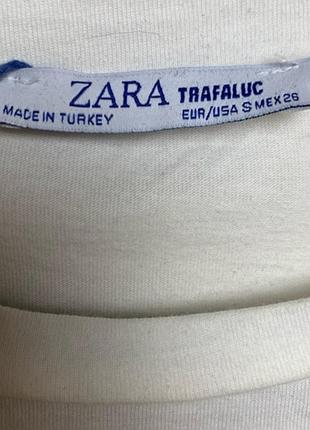 ZARA TRAFALUC
MADE IN TURKEY EUR/USA S MEX 26